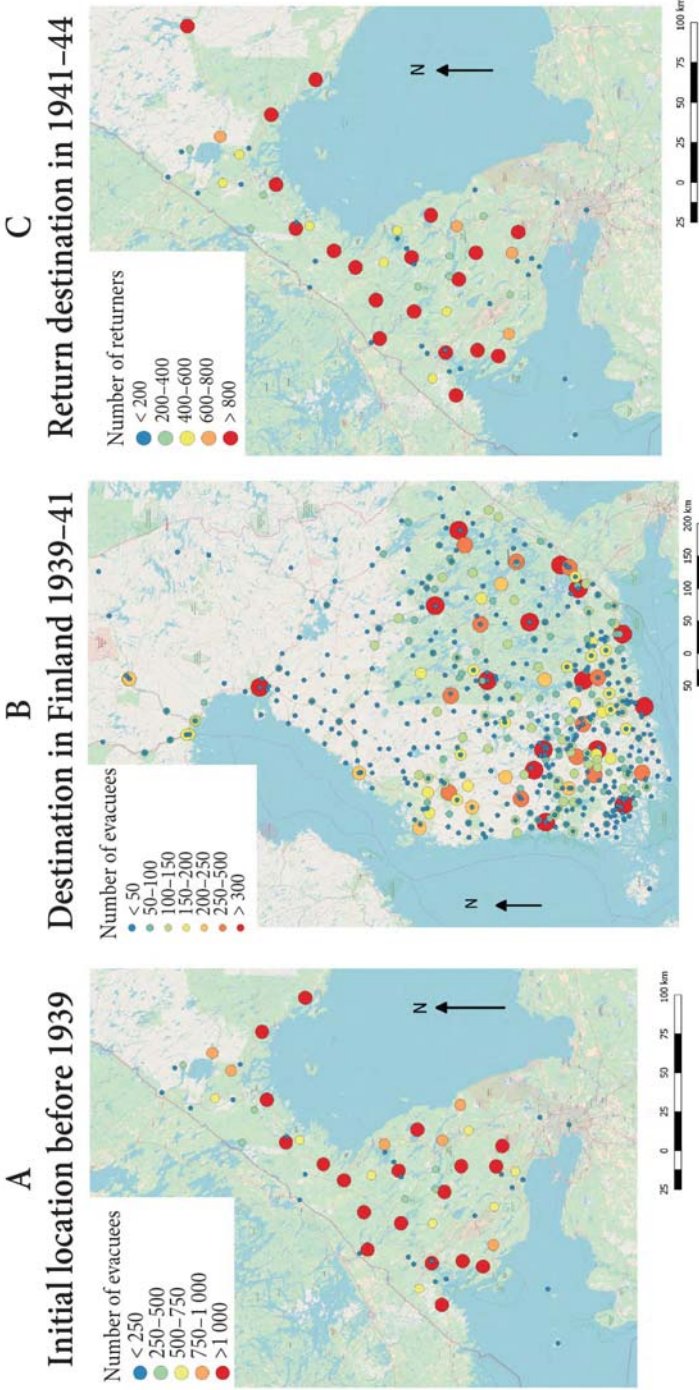 A
Initial location before 1939
Number of evacuees
< 250
250–500
500–750
750–1 000
>1 000
N
25 0 25 50 75 100 km
B
Destination in Finland 1939–41
Number of evacuees
< 50
50–100
100–150
150–200
200–250
250–500
> 300
N
50 0 50 100 150 200 km
C
Return destination in 1941–44
Number of returners
< 200
200–400
400–600
600–800
> 800
N
25 0 25 50 75 100 km